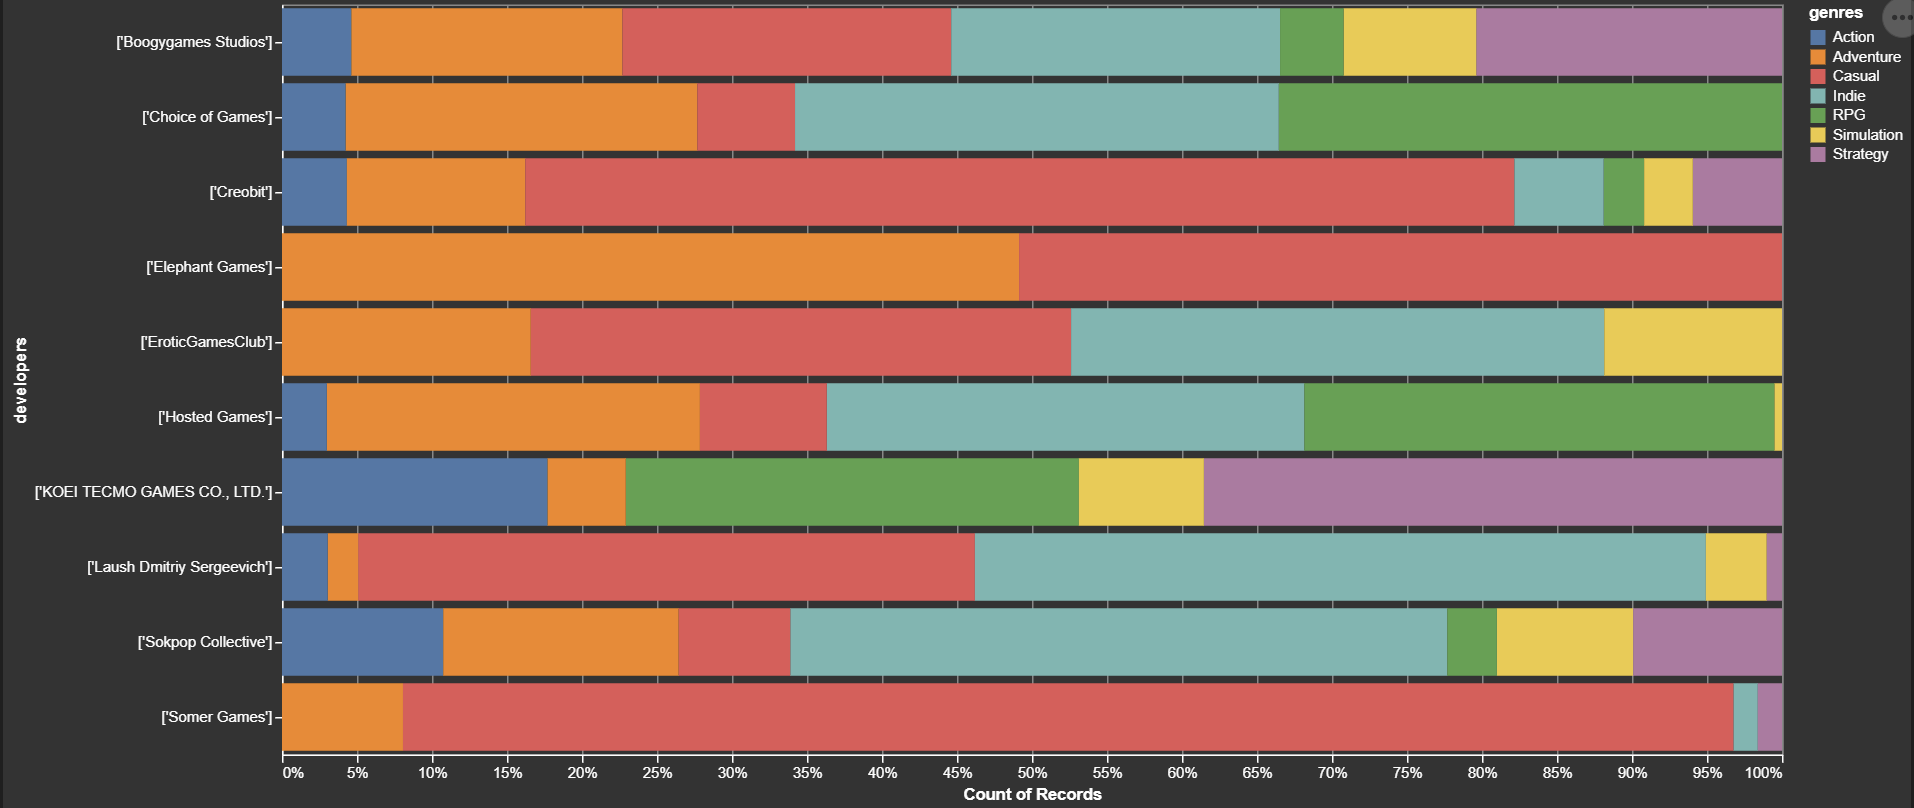 genres
Action
Adventure
Casual
Indie
RPG
Simulation
Strategy
developers
['Boogygames Studios']
['Choice of Games']
['Creobit']
['Elephant Games']
['EroticGamesClub']
['Hosted Games']
['KOEI TECMO GAMES CO., LTD.']
['Laush Dmitriy Sergeevich']
['Sokpop Collective']
['Somer Games']
0% 5% 10% 15% 20% 25% 30% 35% 40% 45% 50% 55% 60% 65% 70% 75% 80% 85% 90% 95% 100%
Count of Records